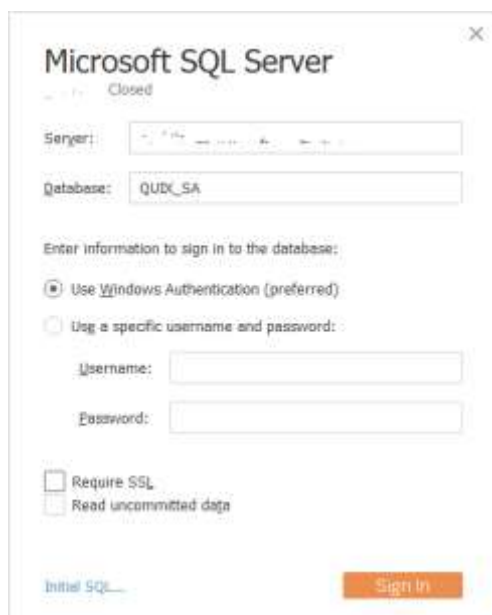 Microsoft SQL Server
Closed
Server:
Database: QUIX_SA
Enter information to sign in to the database:
Use Windows Authentication (preferred)
Use a specific username and password:
Username:
Password:
Require SSL
Read uncommitted data
Initial SQL...
Sign In